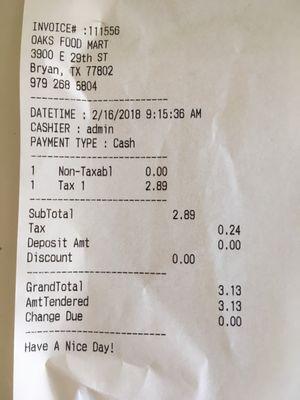 INVOICE# :111556
OAKS FOOD MART
3900 E 29th ST
Bryan, TX 77802
979 268 6804
DATETIME : 2/16/2018 9:15:36 AM
CASHIER : admin
PAYMENT TYPE : Cash
1 Non-Taxabl 0.00
1 Tax 1 2.89
SubTotal 2.89
Tax 0.24
Deposit Amt 0.00
Discount 0.00
GrandTotal 3.13
AmtTendered 3.13
Change Due 0.00
Have A Nice Day!